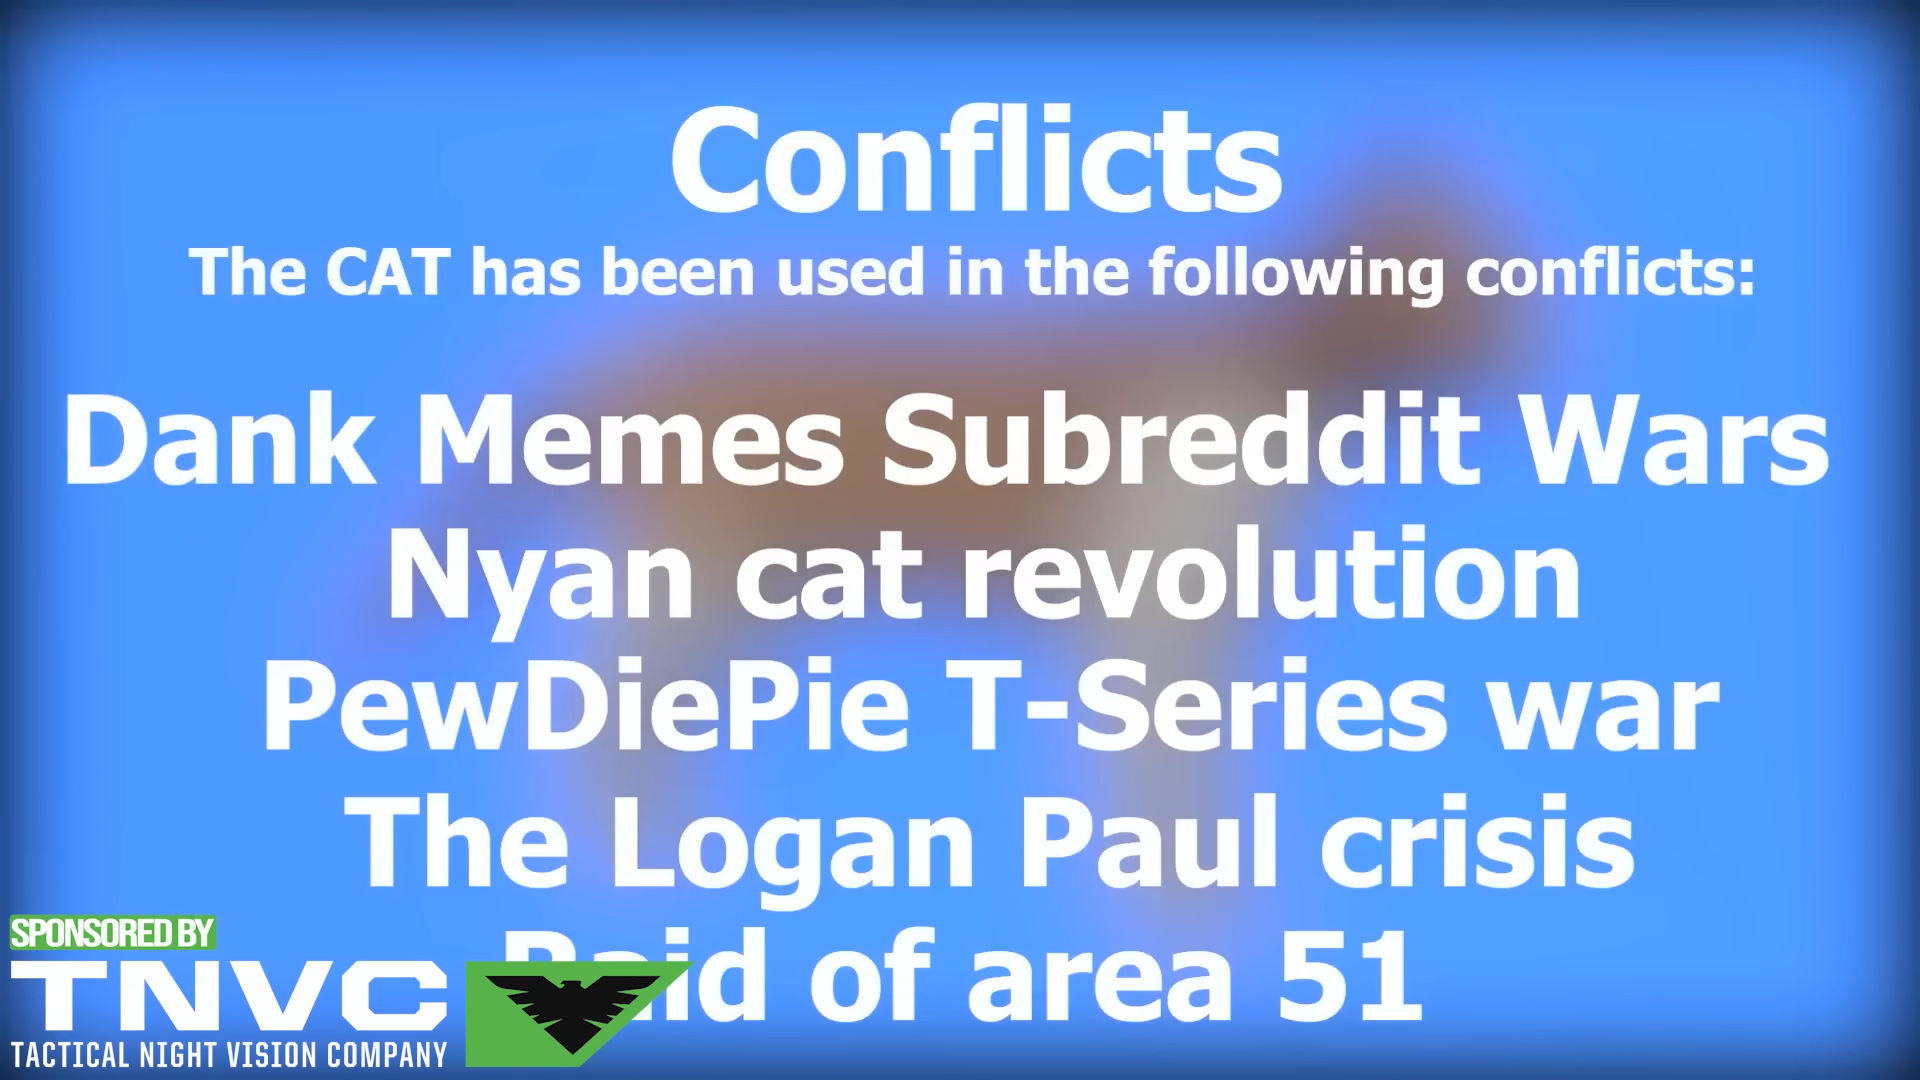 Conflicts
The CAT has been used in the following conflicts:
Dank Memes Subreddit Wars
Nyan cat revolution
PewDiePie T-Series war
The Logan Paul crisis
Raid of area 51
SPONSORED BY
TNVC
TACTICAL NIGHT VISION COMPANY